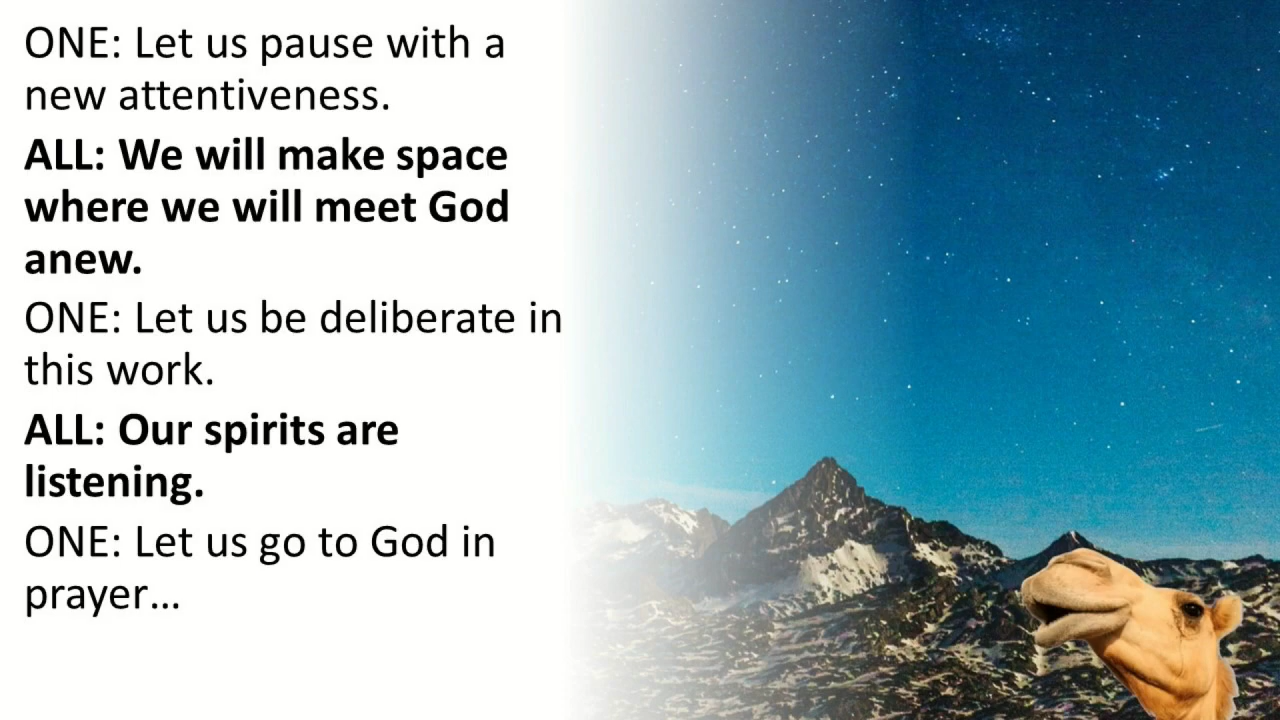 ONE: Let us pause with a
new attentiveness.
ALL: We will make space
where we will meet God
anew.
ONE: Let us be deliberate in
this work.
ALL: Our spirits are
listening.
ONE: Let us go to God in
prayer…